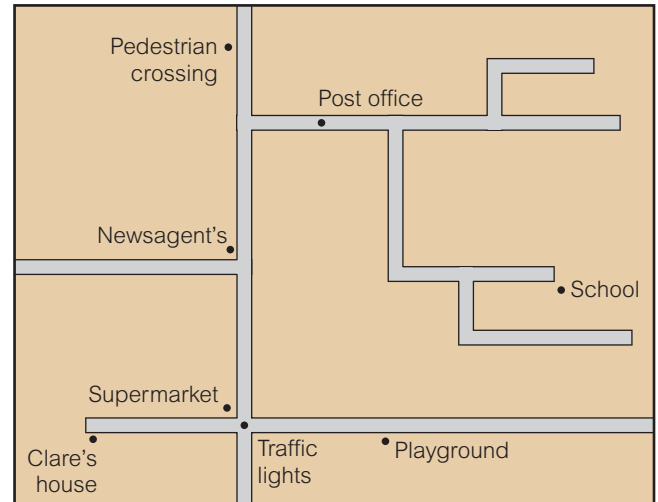 Pedestrian
crossing
Post office
Newsagent's
School
Supermarket
Clare's
house
Traffic
lights
Playground